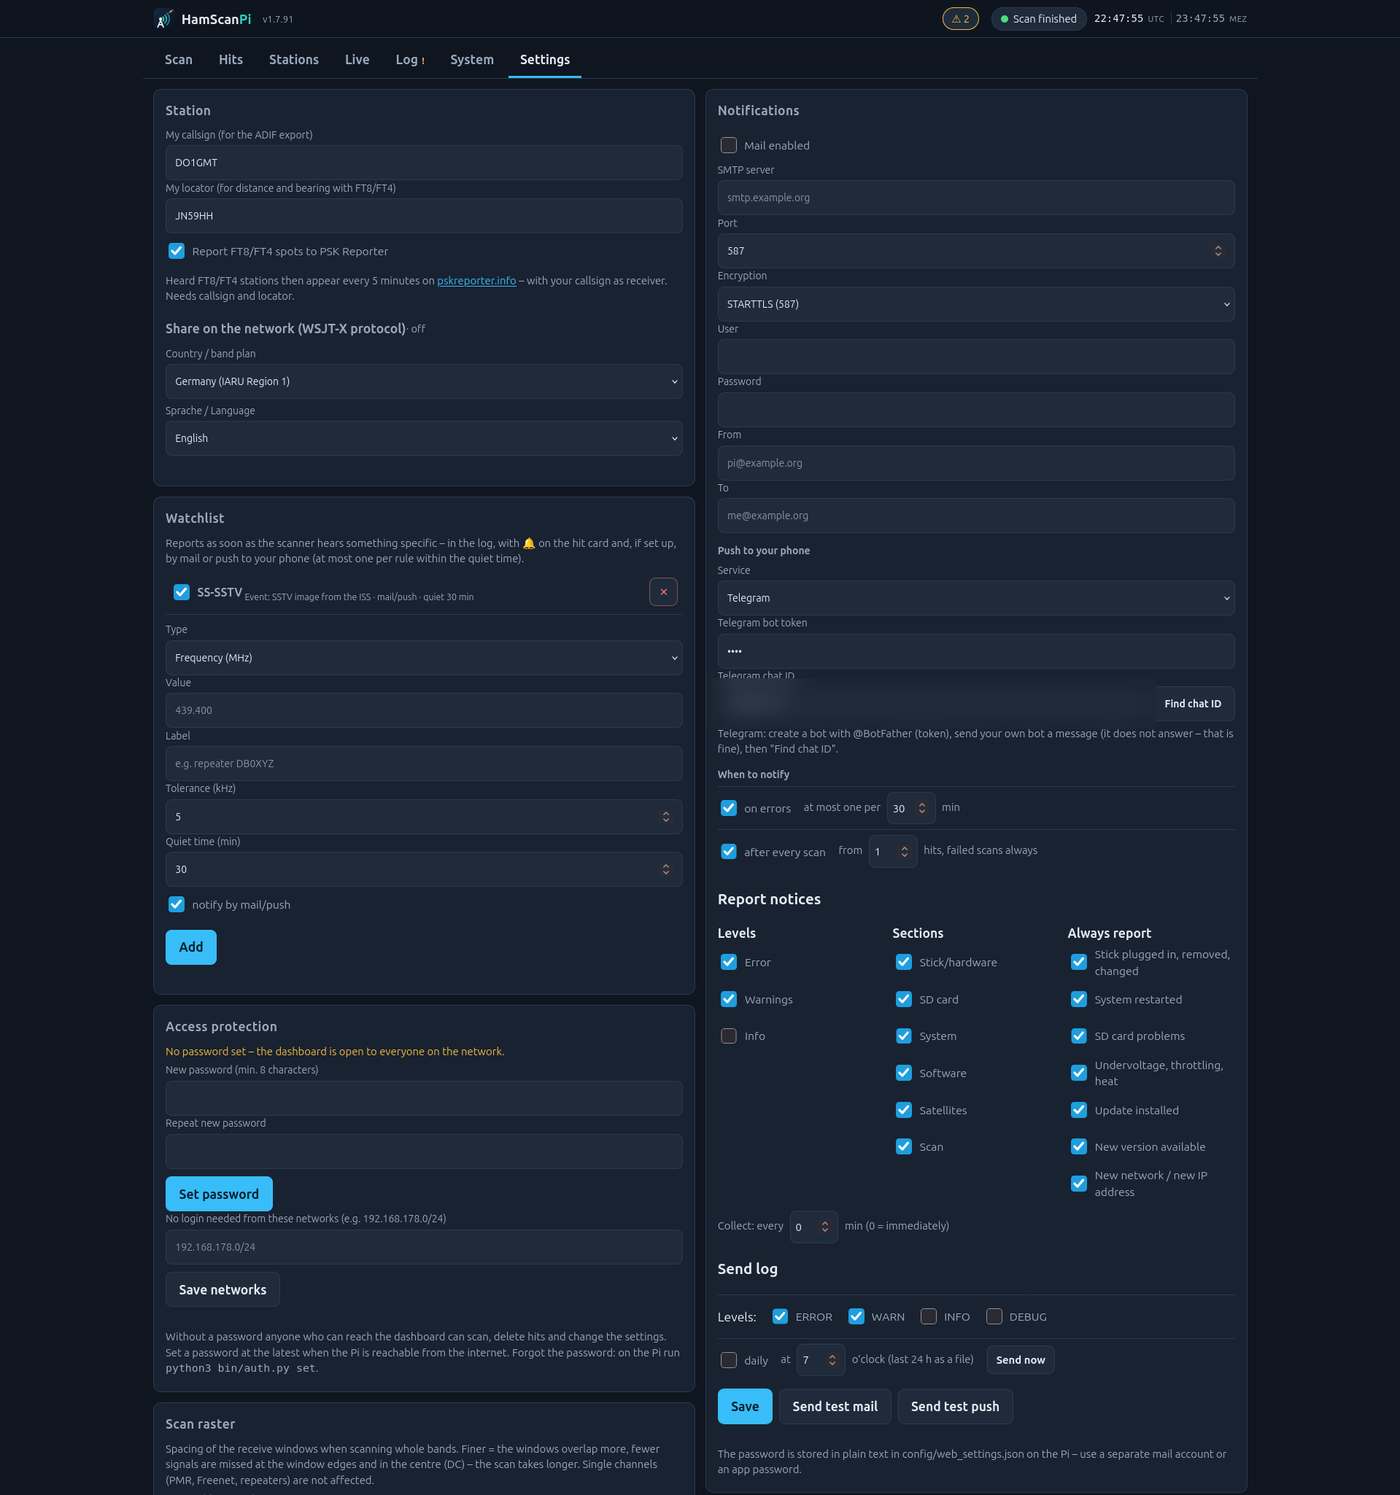 HamScanPi v1.7.91
⚠ 2
Scan finished
22:47:55 UTC
23:47:55 MEZ
Scan
Hits
Stations
Live
Log !
System
Settings
Station
My callsign (for the ADIF export)
DO1GMT
My locator (for distance and bearing with FT8/FT4)
JN59HH
Report FT8/FT4 spots to PSK Reporter
Heard FT8/FT4 stations then appear every 5 minutes on pskreporter.info – with your callsign as receiver.
Needs callsign and locator.
Share on the network (WSJT-X protocol) · off
Country / band plan
Germany (IARU Region 1)
Sprache / Language
English
Watchlist
Reports as soon as the scanner hears something specific – in the log, with 🔔 on the hit card and, if set up,
by mail or push to your phone (at most one per rule within the quiet time).
SS-SSTV Event: SSTV image from the ISS · mail/push · quiet 30 min
×
Type
Frequency (MHz)
Value
439.400
Label
e.g. repeater DB0XYZ
Tolerance (kHz)
5
Quiet time (min)
30
notify by mail/push
Add
Access protection
No password set – the dashboard is open to everyone on the network.
New password (min. 8 characters)
Repeat new password
Set password
No login needed from these networks (e.g. 192.168.178.0/24)
192.168.178.0/24
Save networks
Without a password anyone who can reach the dashboard can scan, delete hits and change the settings.
Set a password at the latest when the Pi is reachable from the internet. Forgot the password: on the Pi run
python3 bin/auth.py set.
Scan raster
Spacing of the receive windows when scanning whole bands. Finer = the windows overlap more, fewer
signals are missed at the window edges and in the centre (DC) – the scan takes longer. Single channels
(PMR, Freenet, repeaters) are not affected.
Notifications
Mail enabled
SMTP server
smtp.example.org
Port
587
Encryption
STARTTLS (587)
User
Password
From
pi@example.org
To
me@example.org
Push to your phone
Service
Telegram
Telegram bot token
••••
Telegram chat ID
Find chat ID
Telegram: create a bot with @BotFather (token), send your own bot a message (it does not answer – that is
fine), then "Find chat ID".
When to notify
on errors at most one per 30 min
after every scan from 1 hits, failed scans always
Report notices
Levels
Error
Warnings
Info
Sections
Stick/hardware
SD card
System
Software
Satellites
Scan
Always report
Stick plugged in, removed,
changed
System restarted
SD card problems
Undervoltage, throttling,
heat
Update installed
New version available
New network / new IP
address
Collect: every 0 min (0 = immediately)
Send log
Levels: ERROR WARN INFO DEBUG
daily at 7 o'clock (last 24 h as a file) Send now
Save
Send test mail
Send test push
The password is stored in plain text in config/web_settings.json on the Pi – use a separate mail account or
an app password.